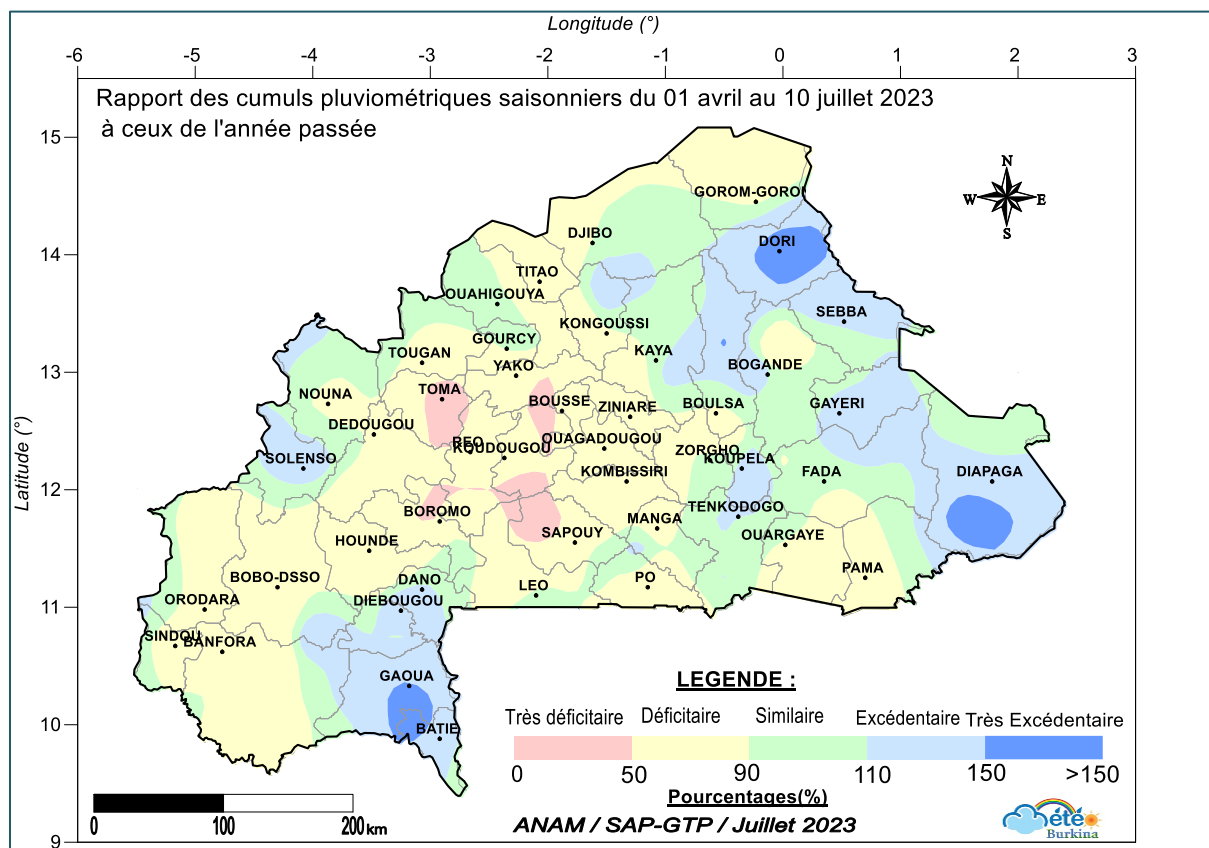 Longitude (°)
-6 -5 -4 -3 -2 -1 0 1 2 3
Rapport des cumuls pluviométriques saisonniers du 01 avril au 10 juillet 2023
à ceux de l'année passée
15
14
13
12
11
10
9
Latitude (°)
N
W E
S
GOROM-GOROM
DJIBO
DORI
TITAO
OUAHIGOUYA
SEBBA
KONGOUSSI
GOURCY
TOUGAN
KAYA
YAKO
BOGANDE
TOMA
NOUNA
BOUSSE
ZINIARE
BOULSA
GAYERI
DEDOUGOU
REO
KOUDOUGOU
OUAGADOUGOU
ZORGHO
KOUPELA
SOLENSO
KOMBISSIRI
FADA
DIAPAGA
BOROMO
TENKODOGO
MANGA
SAPOUY
HOUNDE
OUARGAYE
PAMA
BOBO-DSSO
DANO
LEO
PO
ORODARA
DIEBOUGOU
SINDOU
BANFORA
GAOUA
BATIE
LEGENDE :
Très déficitaire Déficitaire Similaire Excédentaire Très Excédentaire
0 50 90 110 150 >150
Pourcentages(%)
ANAM / SAP-GTP / Juillet 2023
0 100 200 km
Météo
Burkina